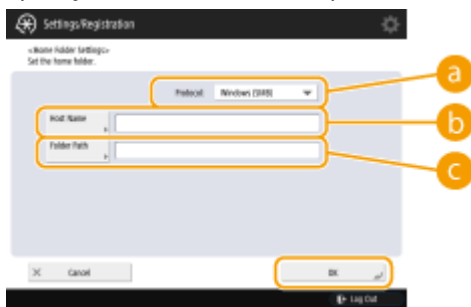 Settings/Registration
<Home Folder Settings>
Set the home folder.
Protocol: Windows (SMB)
a
Host Name
b
Folder Path
c
Cancel
OK
Log Out